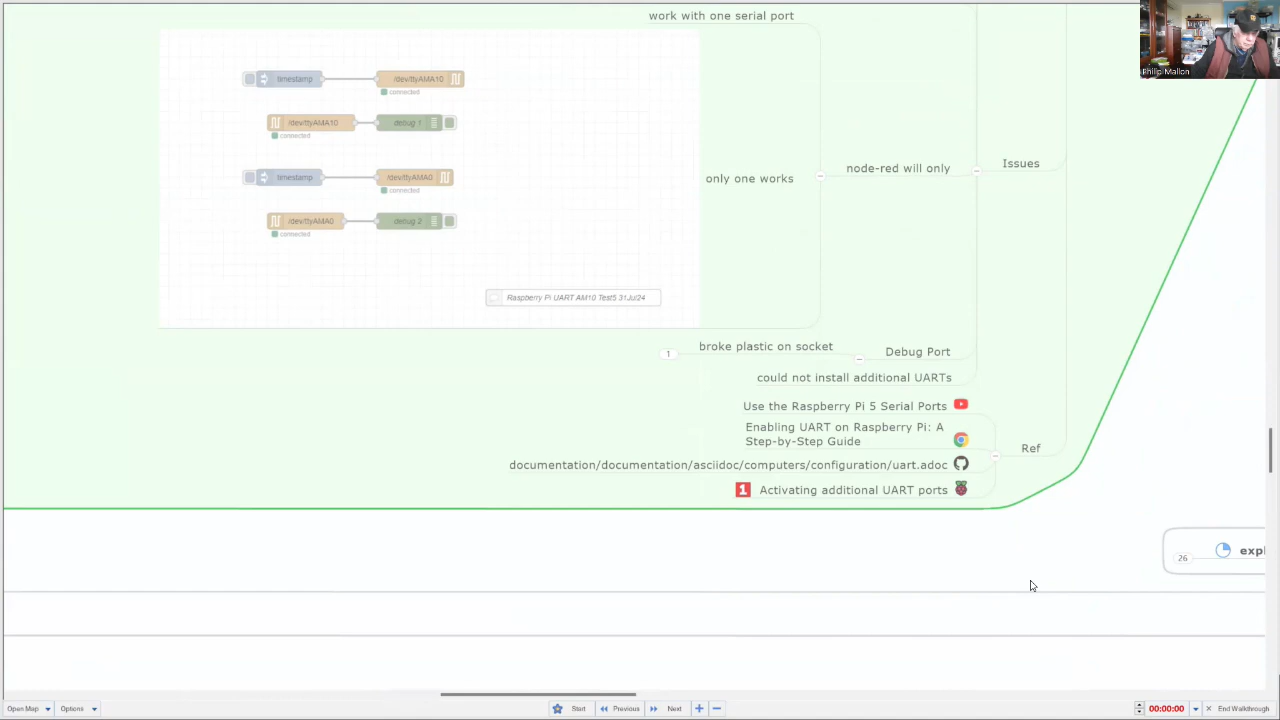 work with one serial port
timestamp
/dev/ttyAMA10
connected
/dev/ttyAMA10
debug 1
connected
timestamp
/dev/ttyAMA0
connected
/dev/ttyAMA0
debug 2
connected
Raspberry Pi UART AM10 Test5 31Jul24
only one works
node-red will only
Issues
1
broke plastic on socket
Debug Port
could not install additional UARTs
Use the Raspberry Pi 5 Serial Ports
Enabling UART on Raspberry Pi: A
Step-by-Step Guide
documentation/documentation/asciidoc/computers/configuration/uart.adoc
1 Activating additional UART ports
Ref
26
expl
Philip Mallon
Open Map
Options
Start
Previous
Next
00:00:00
End Walkthrough